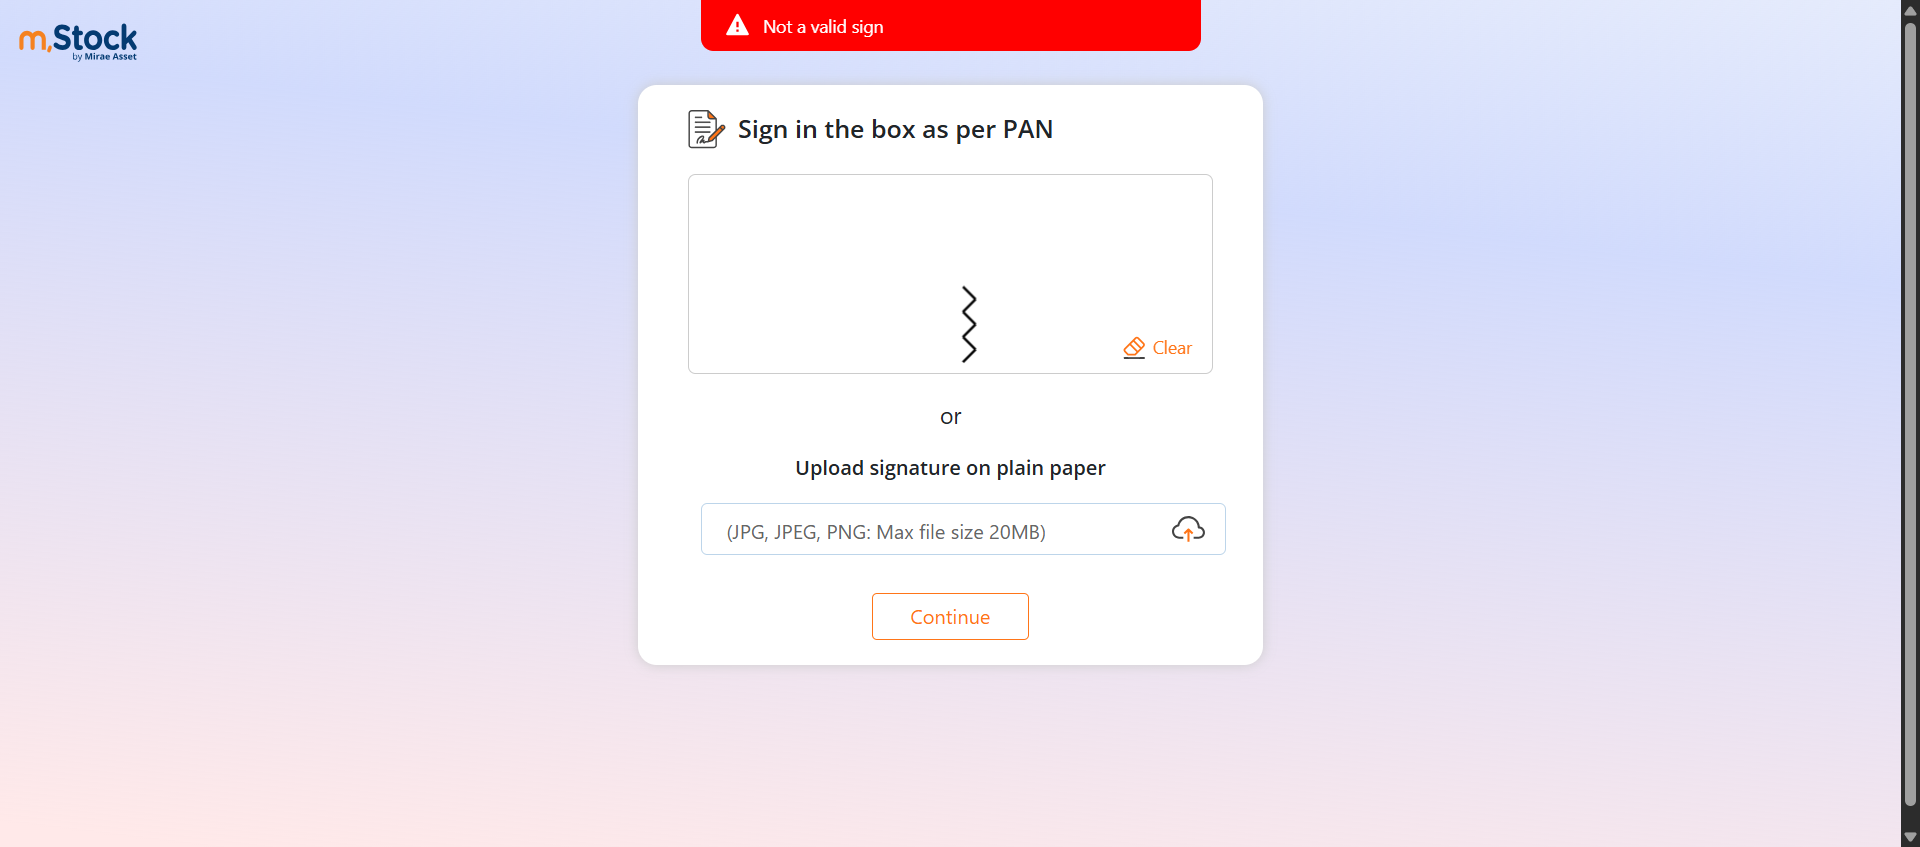 m.Stock
by Mirae Asset
Not a valid sign
Sign in the box as per PAN
Clear
or
Upload signature on plain paper
(JPG, JPEG, PNG: Max file size 20MB)
Continue